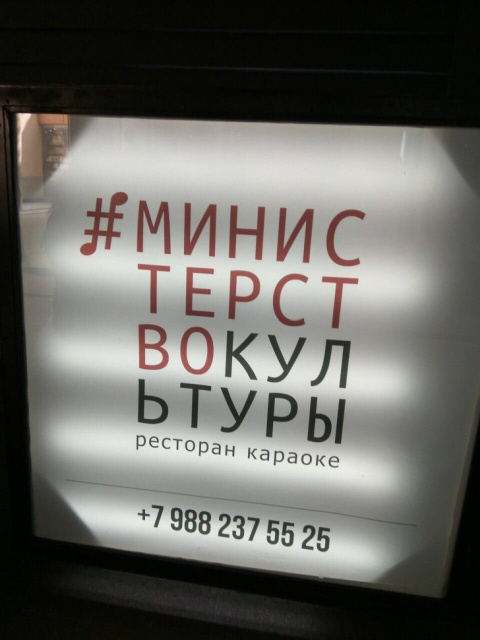 #МИНИС
ТЕРСТ
ВОКУЛ
ЬТУРЫ
ресторан караоке
+7 988 237 55 25